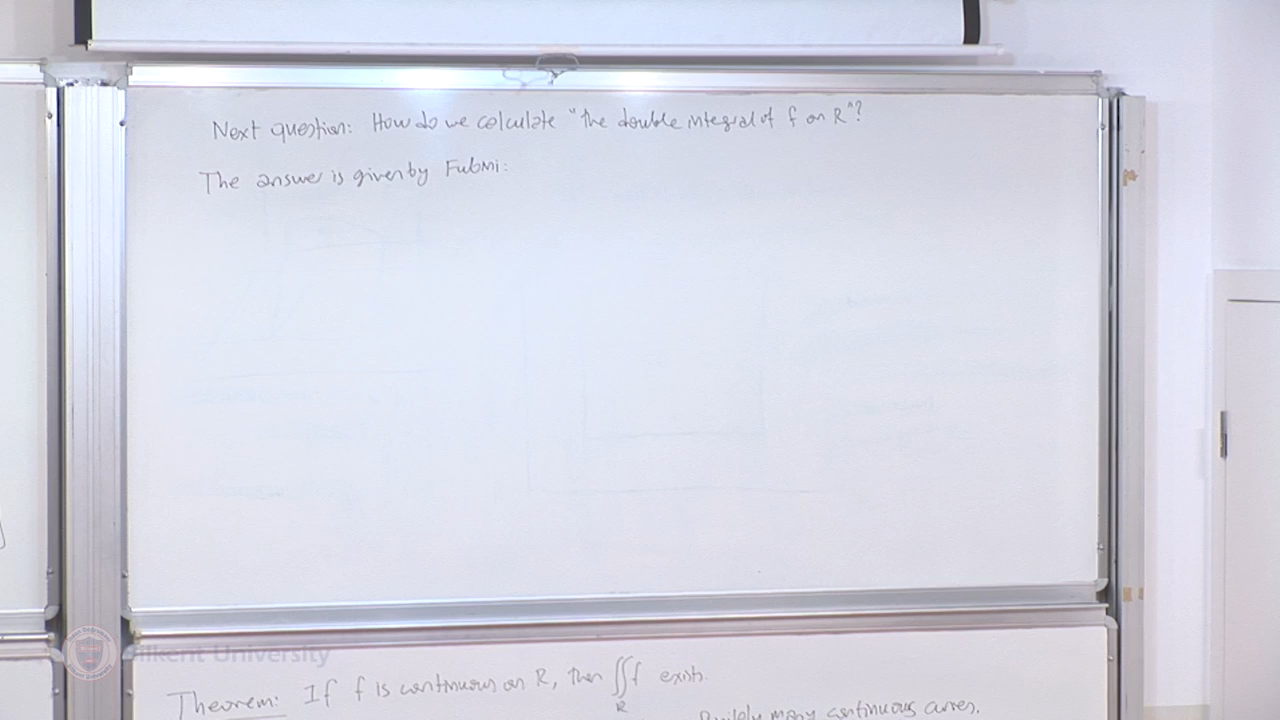 Next question: How do we calculate "the double integral of f on R"?
The answer is given by Fubini:
Bilkent University
Theorem: If f is continuous on R, then ∬_R f exists.
many continuous curves.